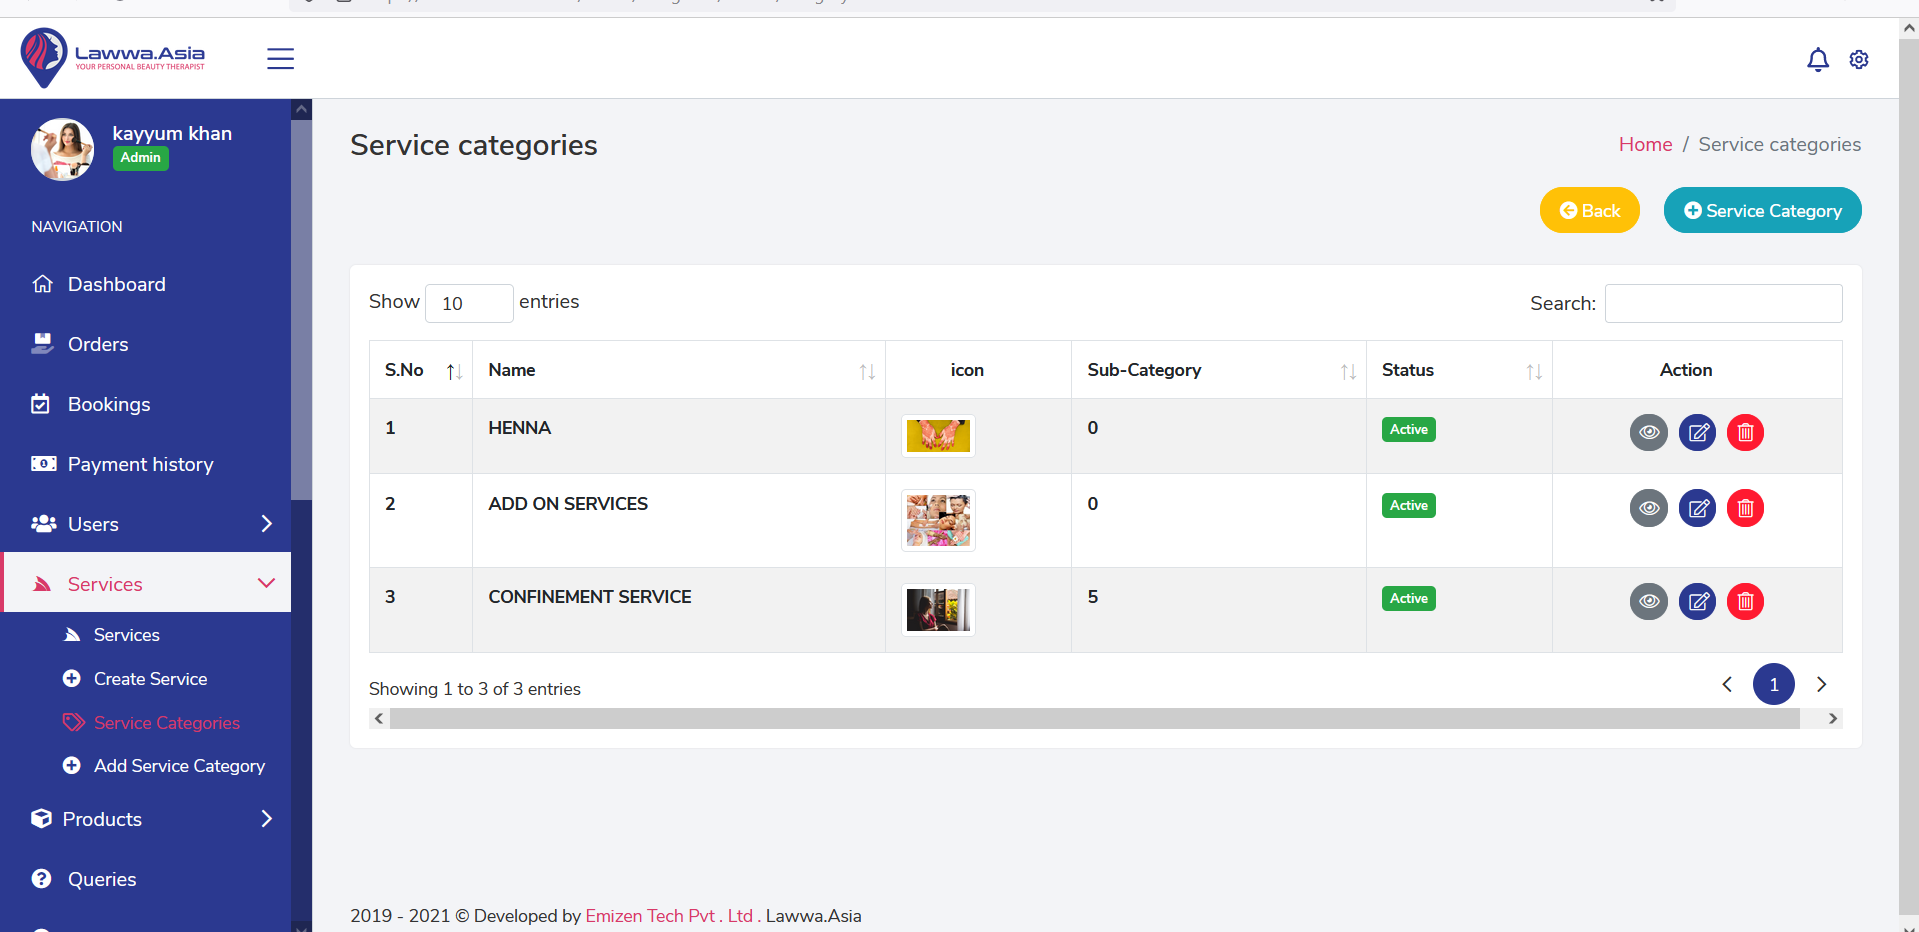 Lawwa.Asia
YOUR PERSONAL BEAUTY THERAPIST
kayyum khan
Admin
NAVIGATION
Dashboard
Orders
Bookings
Payment history
Users
Services
Services
Create Service
Service Categories
Add Service Category
Products
Queries
Service categories
Home / Service categories
Back
Service Category
Show 10 entries
Search:
S.No Name icon Sub-Category Status Action
1 HENNA 0 Active
2 ADD ON SERVICES 0 Active
3 CONFINEMENT SERVICE 5 Active
Showing 1 to 3 of 3 entries
1
2019 - 2021 © Developed by Emizen Tech Pvt . Ltd . Lawwa.Asia